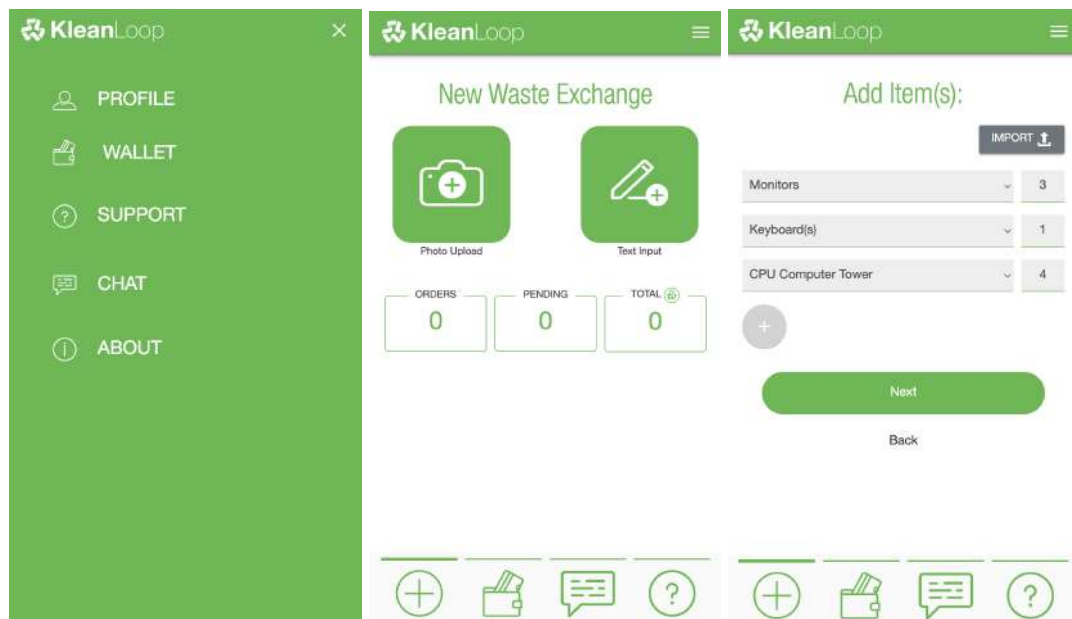 KleanLoop
PROFILE
WALLET
SUPPORT
CHAT
ABOUT
KleanLoop
New Waste Exchange
Photo Upload
Text Input
ORDERS
0
PENDING
0
TOTAL
0
KleanLoop
Add Item(s):
IMPORT
Monitors 3
Keyboard(s) 1
CPU Computer Tower 4
Next
Back